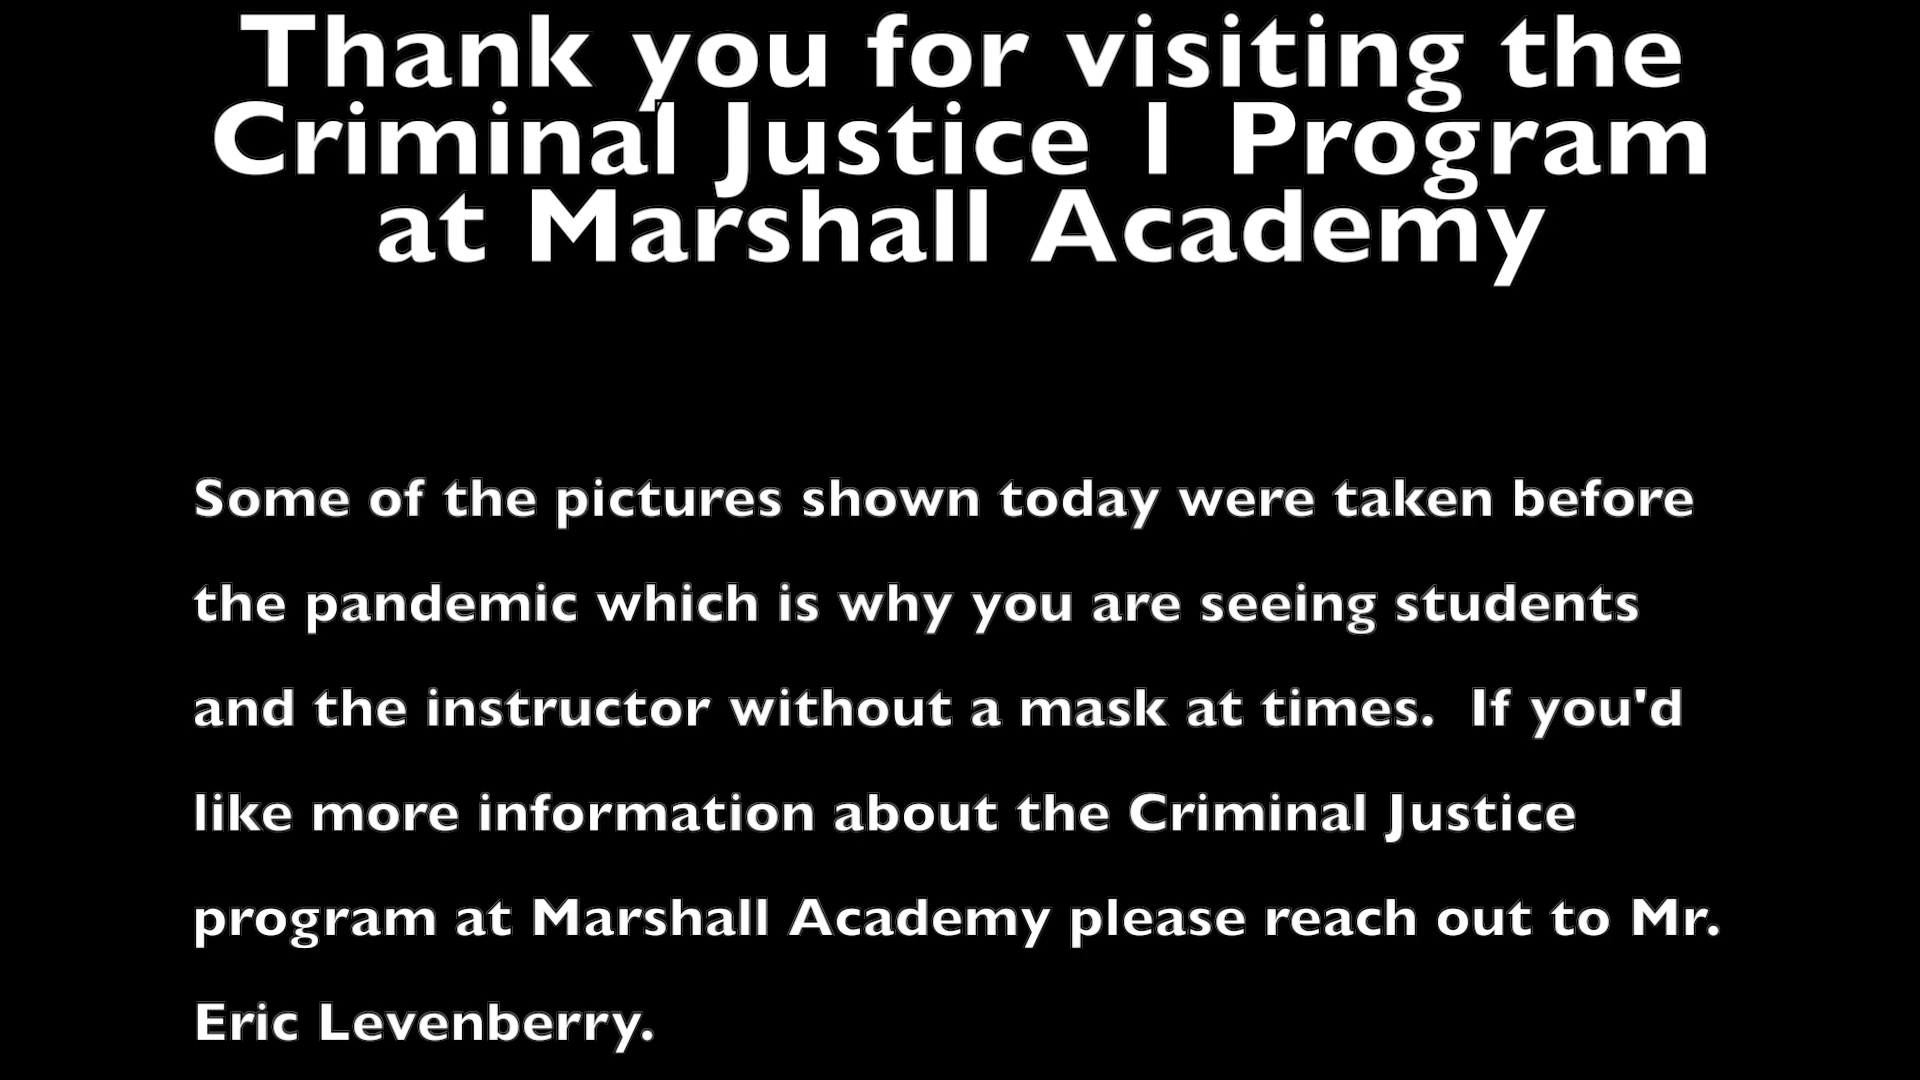 Thank you for visiting the
Criminal Justice 1 Program
at Marshall Academy
Some of the pictures shown today were taken before
the pandemic which is why you are seeing students
and the instructor without a mask at times.  If you'd
like more information about the Criminal Justice
program at Marshall Academy please reach out to Mr.
Eric Levenberry.